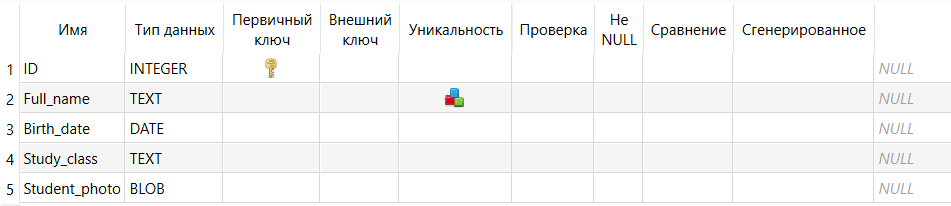 Имя Тип данных Первичный ключ Внешний ключ Уникальность Проверка Не NULL Сравнение Сгенерированное
1 ID INTEGER NULL
2 Full_name TEXT NULL
3 Birth_date DATE NULL
4 Study_class TEXT NULL
5 Student_photo BLOB NULL